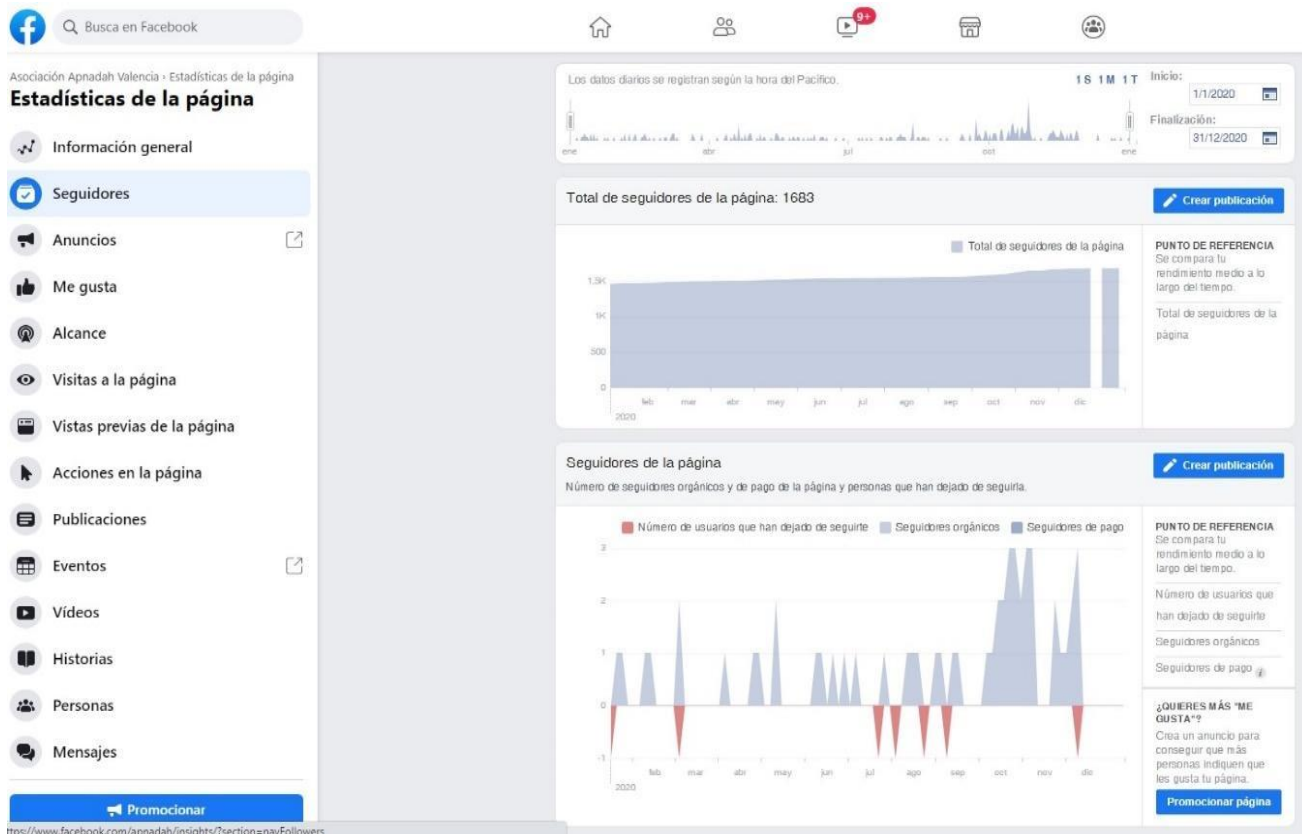 Busca en Facebook
9+
Asociación Apnadah Valencia › Estadísticas de la página
Estadísticas de la página
Información general
Seguidores
Anuncios
Me gusta
Alcance
Visitas a la página
Vistas previas de la página
Acciones en la página
Publicaciones
Eventos
Vídeos
Historias
Personas
Mensajes
Promocionar
ttps://www.facebook.com/apnadah/insights/?section=navFollowers
Los datos diarios se registran según la hora del Pacífico.
1 S 1 M 1 T
Inicio:
1/1/2020
Finalización:
31/12/2020
ene abr jul oct ene
Total de seguidores de la página: 1683
Crear publicación
Total de seguidores de la página
1.5K
1K
500
0
feb mar abr may jun jul ago sep oct nov dic
2020
PUNTO DE REFERENCIA
Se compara tu
rendimiento medio a lo
largo del tiempo.
Total de seguidores de la
página
Seguidores de la página
Número de seguidores orgánicos y de pago de la página y personas que han dejado de seguirla.
Crear publicación
Número de usuarios que han dejado de seguirte Seguidores orgánicos Seguidores de pago
3
2
1
0
-1
feb mar abr may jun jul ago sep oct nov dic
2020
PUNTO DE REFERENCIA
Se compara tu
rendimiento medio a lo
largo del tiempo.
Número de usuarios que
han dejado de seguirte
Seguidores orgánicos
Seguidores de pago
¿QUIERES MÁS "ME
GUSTA"?
Crea un anuncio para
conseguir que más
personas indiquen que
les gusta tu página.
Promocionar página